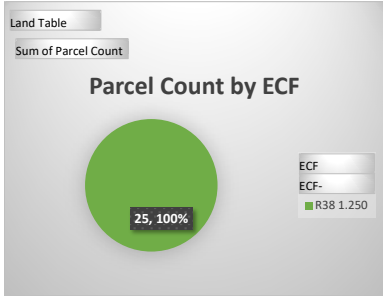 Land Table
Sum of Parcel Count
Parcel Count by ECF
25, 100%
ECF
ECF-
R38 1.250